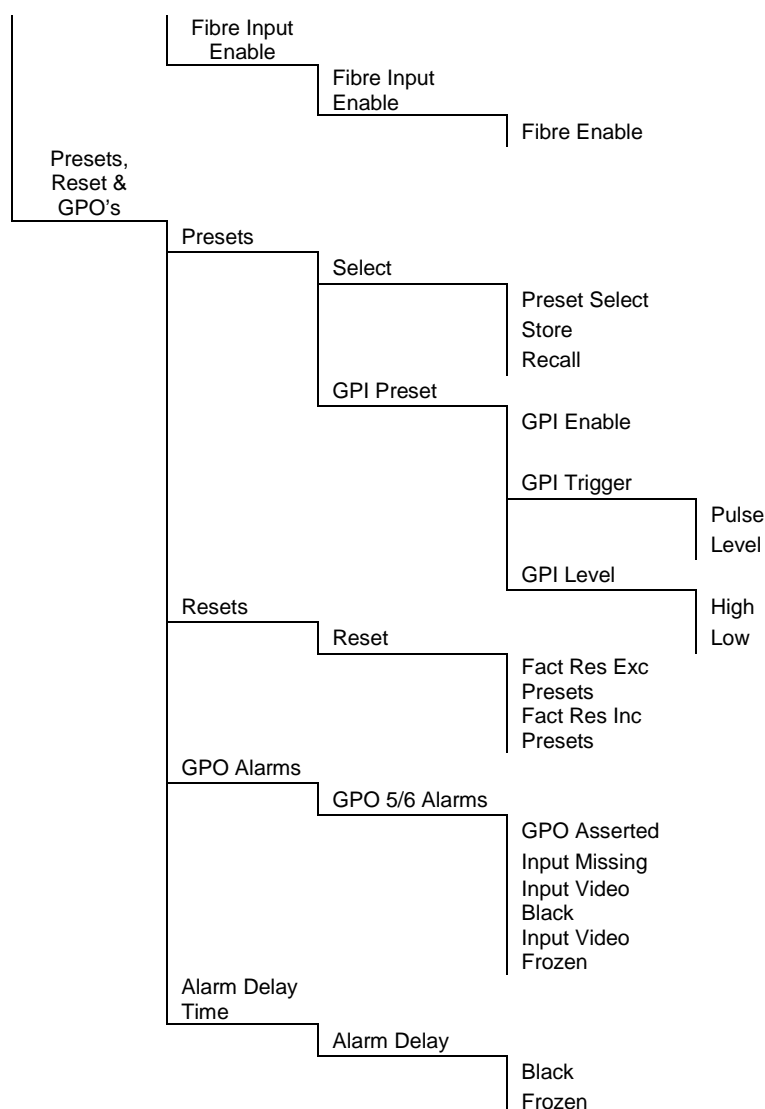 Fibre Input
Enable
Fibre Input
Enable
Fibre Enable
Presets,
Reset &
GPO’s
Presets
Select
Preset Select
Store
Recall
GPI Preset
GPI Enable
GPI Trigger
Pulse
Level
GPI Level
High
Low
Resets
Reset
Fact Res Exc
Presets
Fact Res Inc
Presets
GPO Alarms
GPO 5/6 Alarms
GPO Asserted
Input Missing
Input Video
Black
Input Video
Frozen
Alarm Delay
Time
Alarm Delay
Black
Frozen